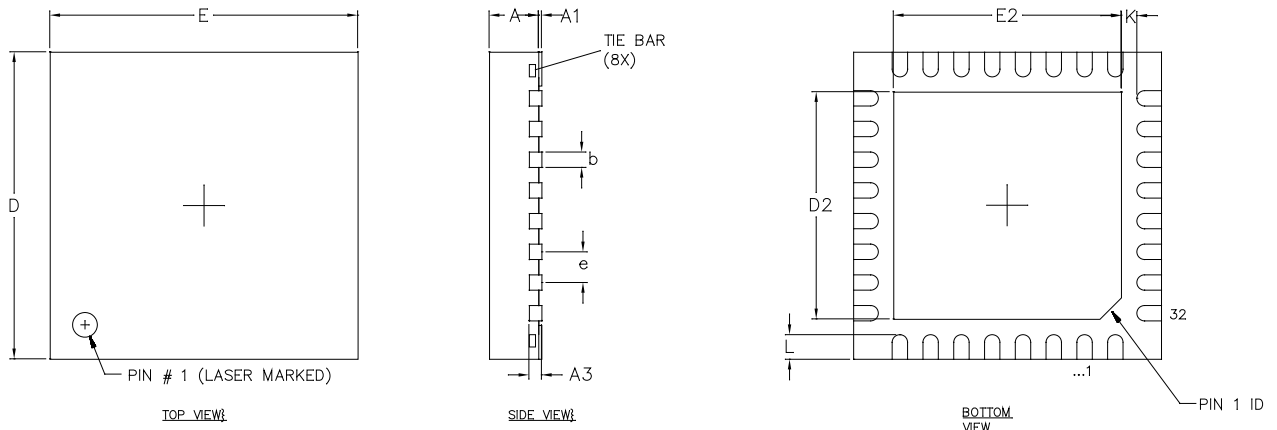 E
A
A1
TIE BAR
(8X)
E2
K
D
b
e
D2
L
32
...1
A3
PIN # 1 (LASER MARKED)
PIN 1 ID
TOP VIEW}
SIDE VIEW}
BOTTOM
VIEW